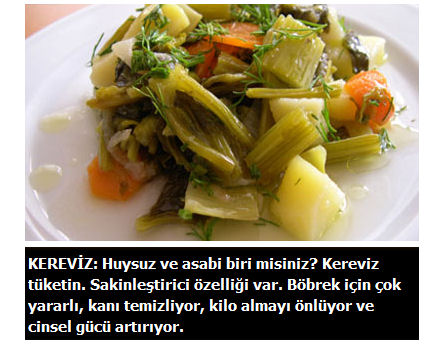 KEREVİZ: Huysuz ve asabi biri misiniz? Kereviz
tüketin. Sakinleştirici özelliği var. Böbrek için çok
yararlı, kanı temizliyor, kilo almayı önlüyor ve
cinsel gücü artırıyor.